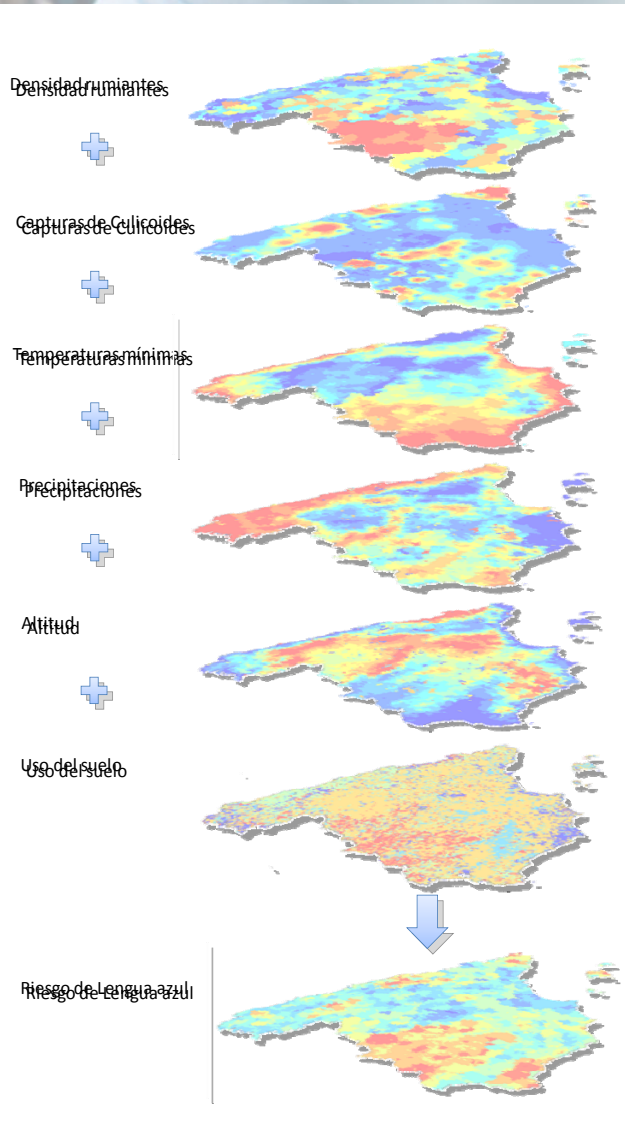 Densidad rumiantes
Capturas de Culicoides
Temperaturas mínimas
Precipitaciones
Altitud
Uso del suelo
Riesgo de Lengua azul